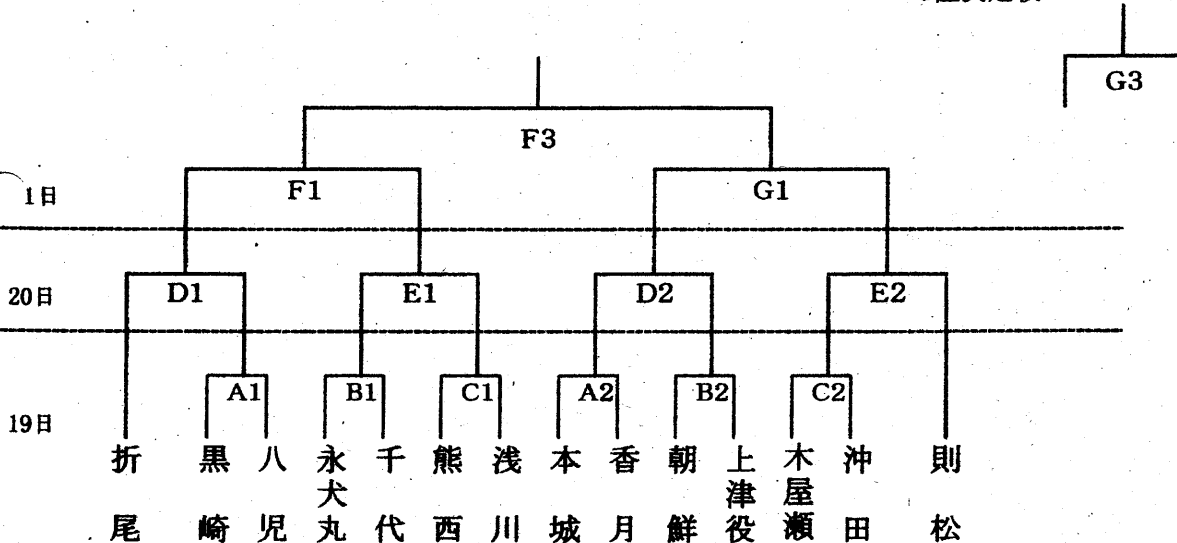 G3
F3
F1
G1
1日
D1
E1
D2
E2
20日
A1
B1
C1
A2
B2
C2
19日
折尾
黒崎
八児
永犬丸
千代
熊西
浅川
本城
香月
朝鮮
上津役
木屋瀬
沖田
則松